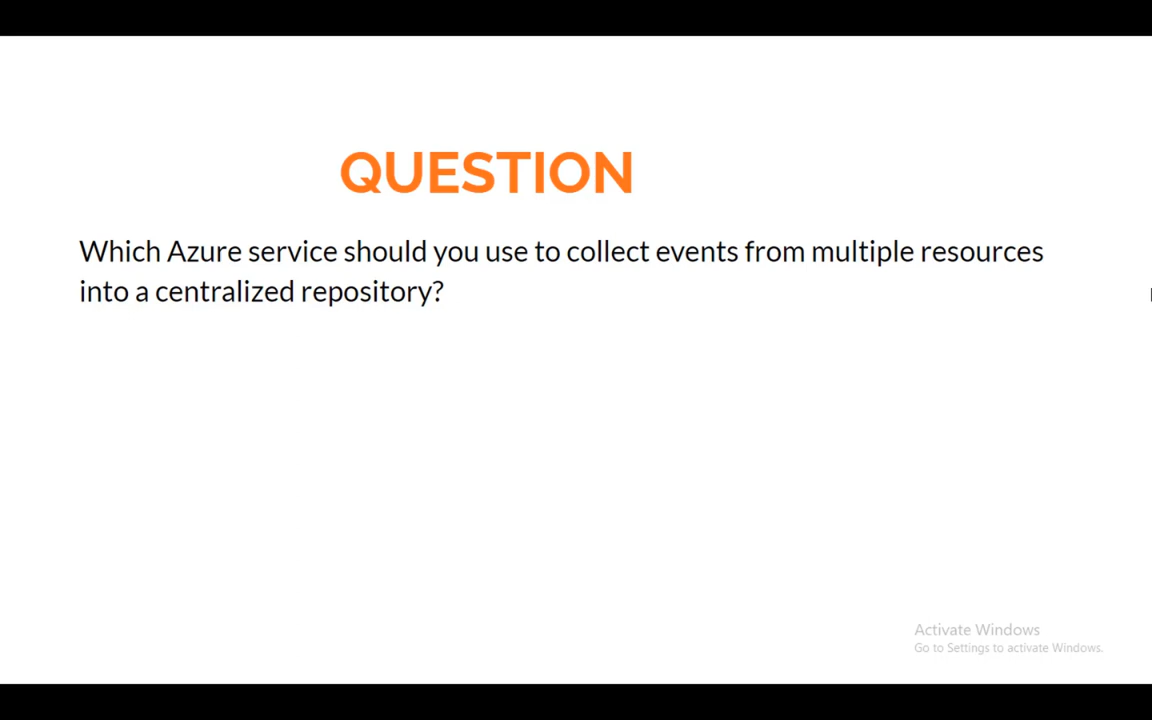 QUESTION
Which Azure service should you use to collect events from multiple resources
into a centralized repository?
Activate Windows
Go to Settings to activate Windows.